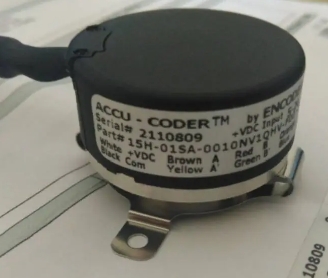 ACCU - CODER™ by ENCODER
Serial# 2110809 +VDC Input
Part# 15H-01SA-0010NV1QHV
White +VDC Brown A Red B
Black Com Yellow A' Green B'
10809